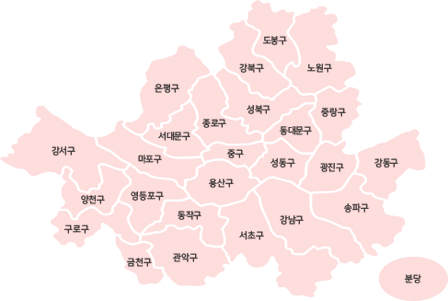 도봉구
노원구
강북구
은평구
성북구
중랑구
종로구
동대문구
서대문구
강서구
마포구
중구
성동구
광진구
강동구
용산구
양천구
영등포구
동작구
강남구
송파구
구로구
서초구
금천구
관악구
분당